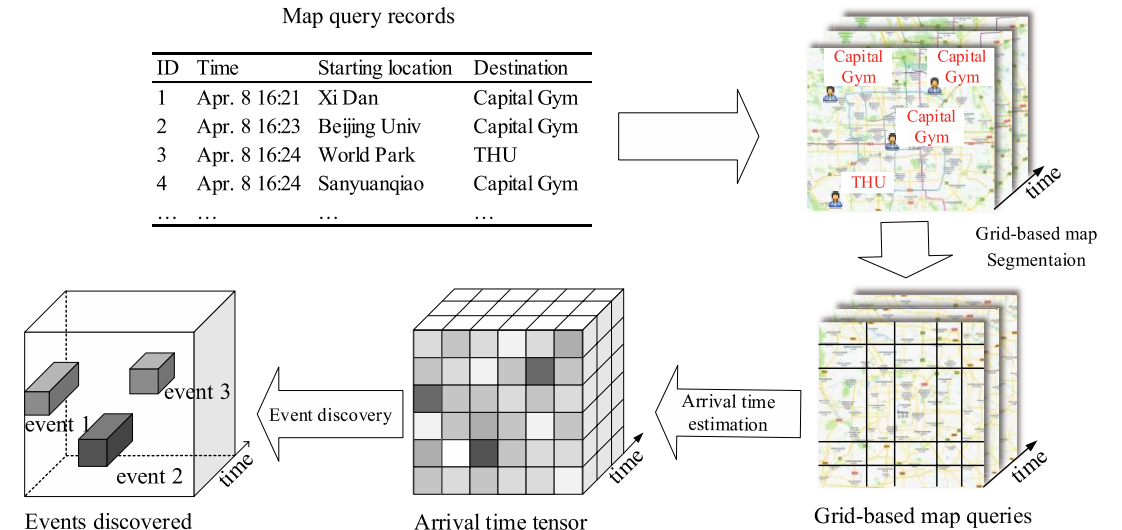 Map query records
ID Time Starting location Destination
1 Apr. 8 16:21 Xi Dan Capital Gym
2 Apr. 8 16:23 Beijing Univ Capital Gym
3 Apr. 8 16:24 World Park THU
4 Apr. 8 16:24 Sanyuanqiao Capital Gym
… … … …
Capital
Gym
Capital
Gym
Capital
Gym
THU
time
Grid-based map
Segmentaion
time
Grid-based map queries
Arrival time
estimation
time
Arrival time tensor
Event discovery
event 3
event 1
event 2
time
Events discovered